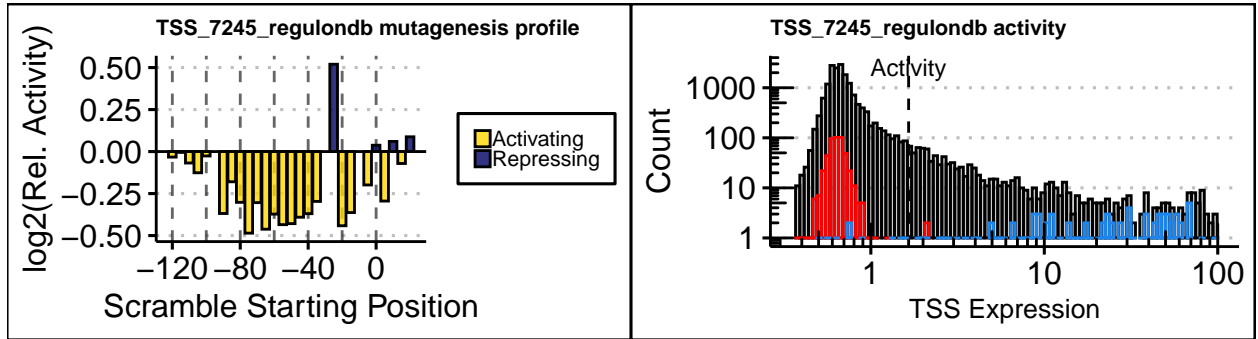 TSS_7245_regulondb mutagenesis profile
log2(Rel. Activity)
0.50
0.25
0.00
−0.25
−0.50
−120 −80 −40 0
Scramble Starting Position
Activating
Repressing
TSS_7245_regulondb activity
Activity
Count
1000
100
10
1
1 10 100
TSS Expression